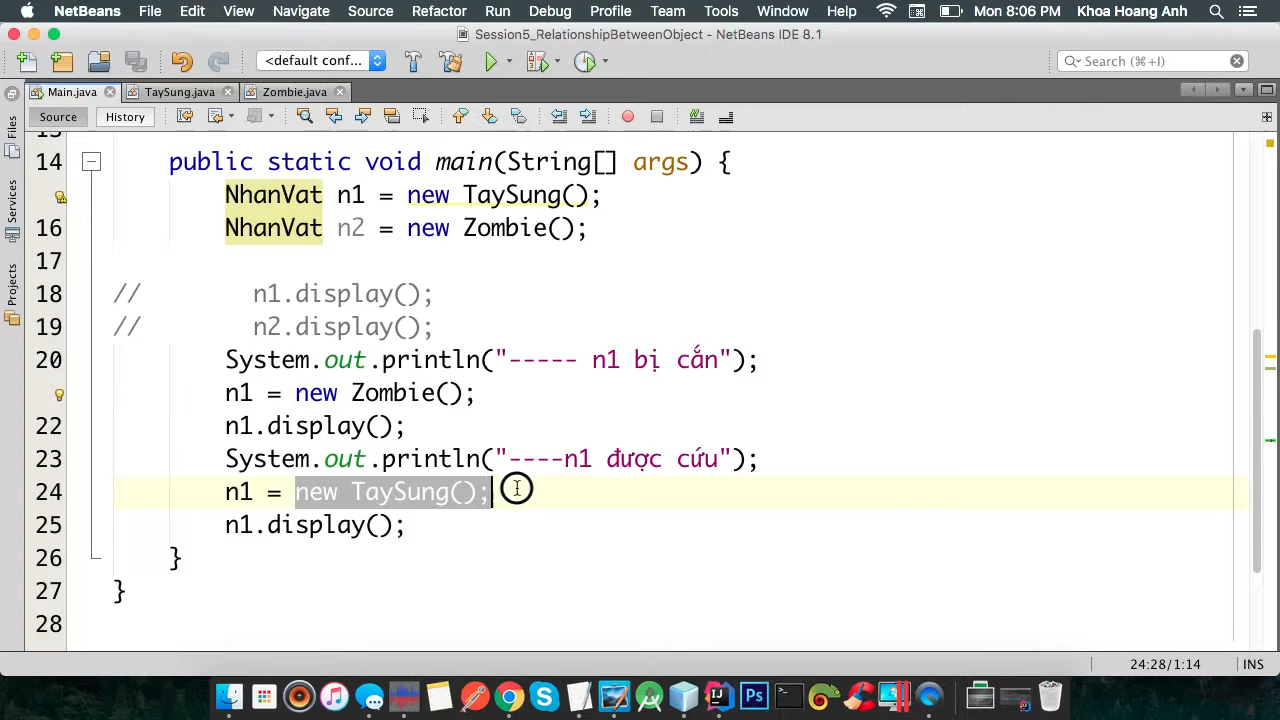 NetBeans File Edit View Navigate Source Refactor Run Debug Profile Team Tools Window Help Mon 8:06 PM Khoa Hoang Anh
Session5_RelationshipBetweenObject - NetBeans IDE 8.1
<default conf... Search (⌘+I)
Main.java TaySung.java Zombie.java
Source History
Files
Services
Projects
14 public static void main(String[] args) {
NhanVat n1 = new TaySung();
16 NhanVat n2 = new Zombie();
17
18 // n1.display();
19 // n2.display();
20 System.out.println("----- n1 bị cắn");
n1 = new Zombie();
22 n1.display();
23 System.out.println("----n1 được cứu");
24 n1 = new TaySung();
25 n1.display();
26 }
27 }
28
24:28/1:14 INS